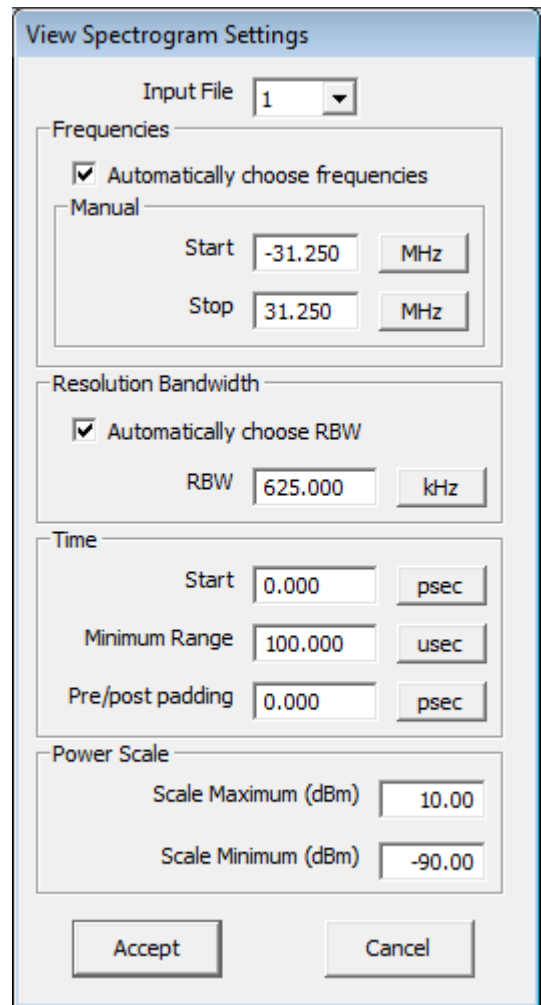 View Spectrogram Settings
Input File 1
Frequencies
Automatically choose frequencies
Manual
Start -31.250 MHz
Stop 31.250 MHz
Resolution Bandwidth
Automatically choose RBW
RBW 625.000 kHz
Time
Start 0.000 psec
Minimum Range 100.000 usec
Pre/post padding 0.000 psec
Power Scale
Scale Maximum (dBm) 10.00
Scale Minimum (dBm) -90.00
Accept Cancel